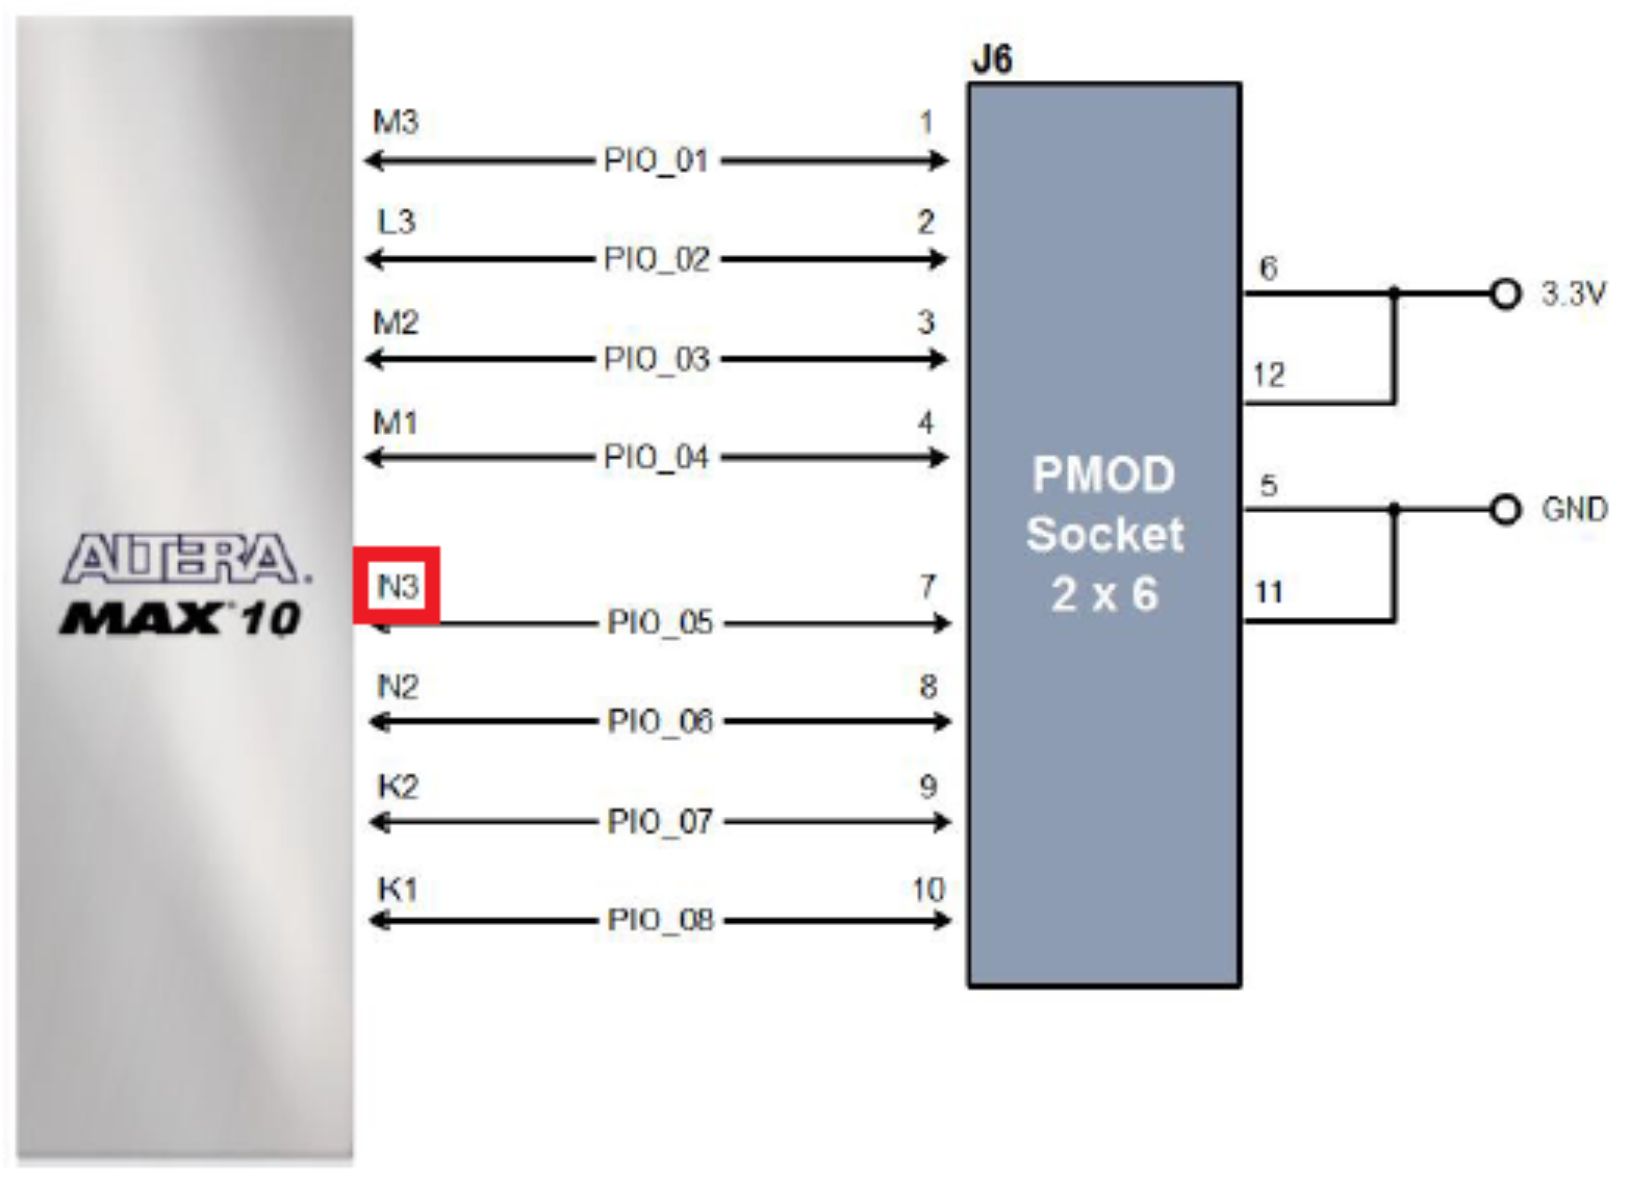 J6
M3 1
PIO_01
L3 2
PIO_02
M2 3
PIO_03
M1 4
PIO_04
N3 7
PIO_05
N2 8
PIO_06
K2 9
PIO_07
K1 10
PIO_08
ALTERA.
MAX 10
PMOD
Socket
2 x 6
6
3.3V
12
5
GND
11